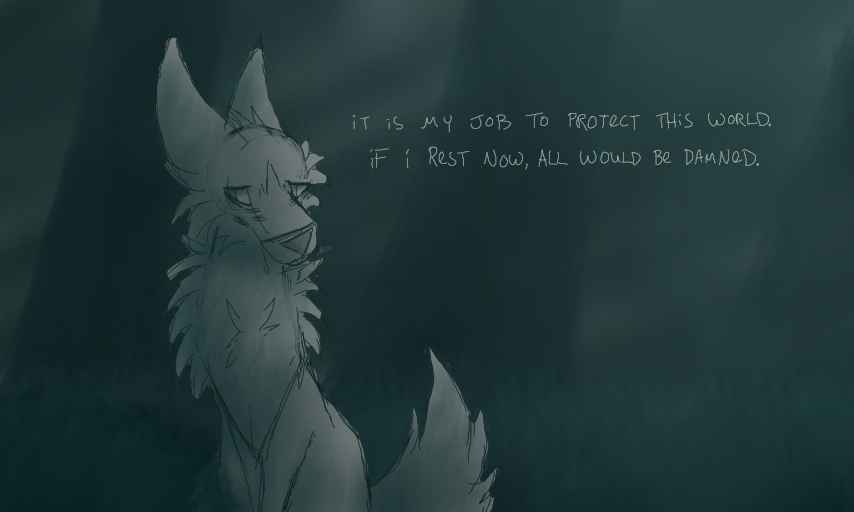 iT iS MY JOB TO PROTECT THiS WORLD.
iF i REST NOW, ALL WOULD BE DAMNED.